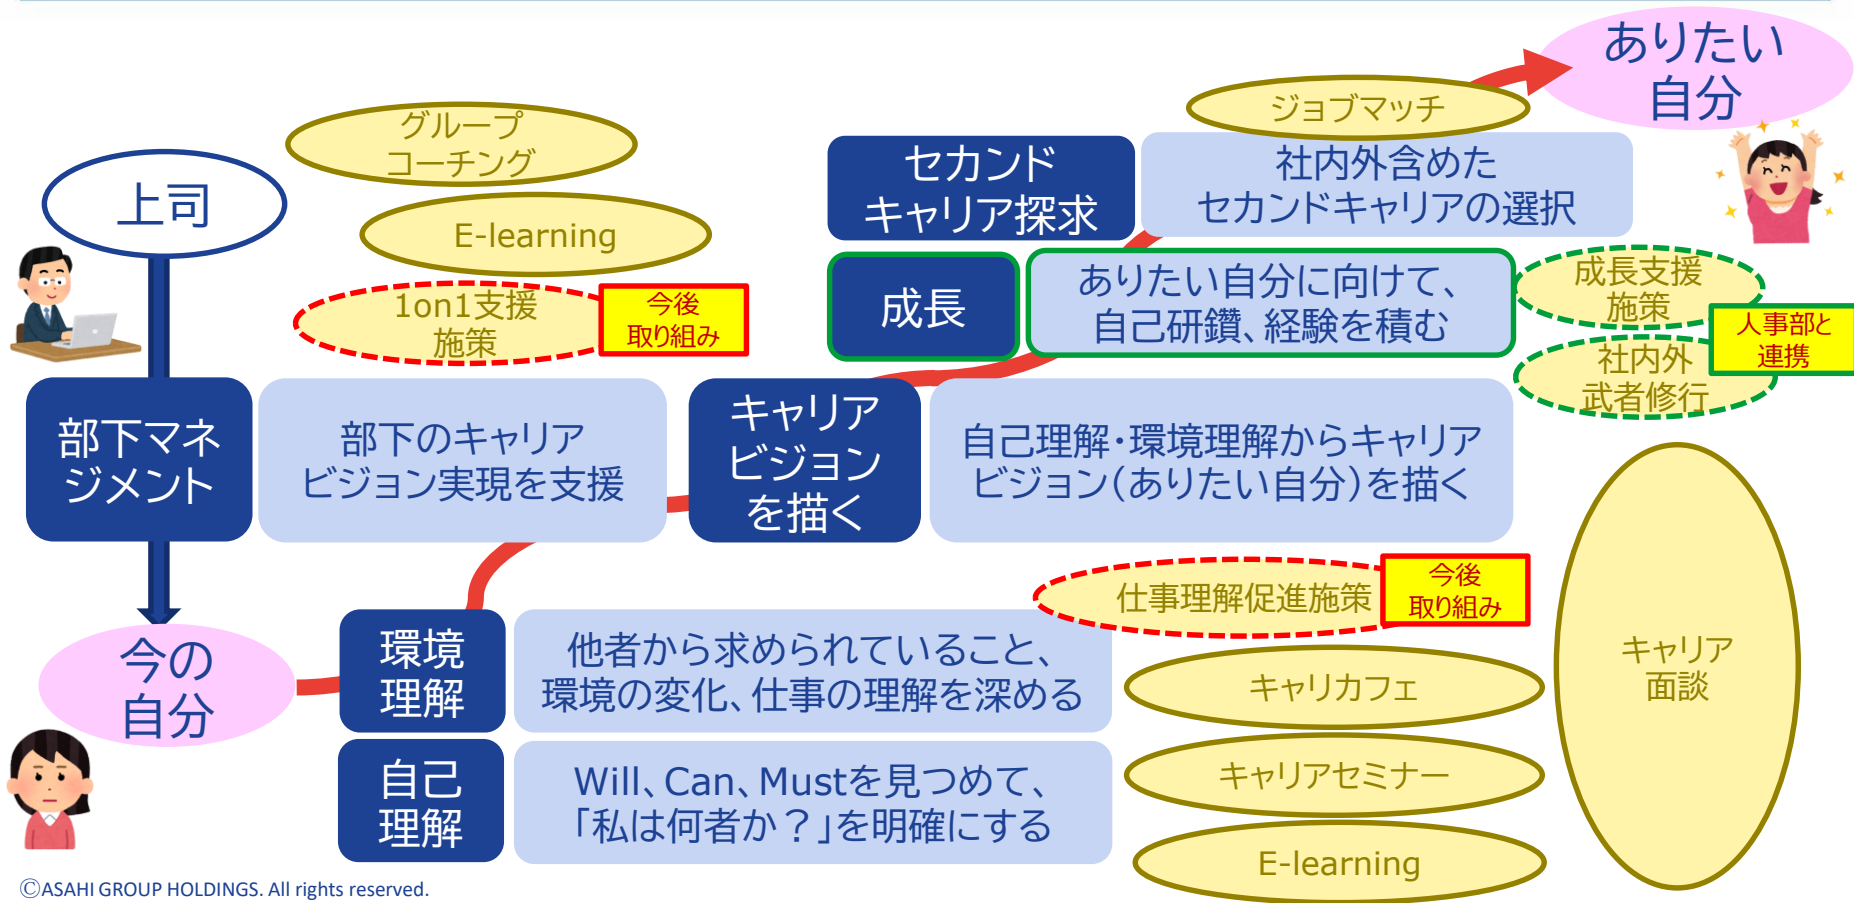 ありたい
自分
ジョブマッチ
グループ
コーチング
セカンド
キャリア探求
社内外含めた
セカンドキャリアの選択
上司
E-learning
成長
ありたい自分に向けて、
自己研鑽、経験を積む
成長支援
施策
人事部と
連携
社内外
武者修行
1on1支援
施策
今後
取り組み
部下マネ
ジメント
部下のキャリア
ビジョン実現を支援
キャリア
ビジョン
を描く
自己理解・環境理解からキャリア
ビジョン(ありたい自分)を描く
仕事理解促進施策
今後
取り組み
今の
自分
環境
理解
他者から求められていること、
環境の変化、仕事の理解を深める
キャリカフェ
キャリア
面談
自己
理解
Will、Can、Mustを見つめて、
「私は何者か？」を明確にする
キャリアセミナー
E-learning
ⒸASAHI GROUP HOLDINGS. All rights reserved.